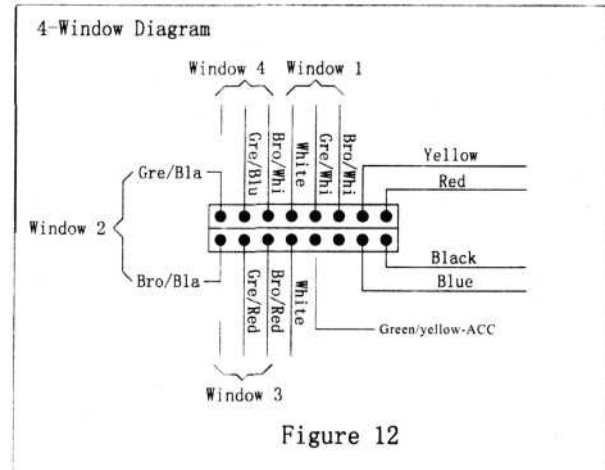 4-Window Diagram
Window 4
Window 1
Gre/Blu
Bro/Whi
White
Gre/Whi
Bro/Whi
Yellow
Red
Gre/Bla
Window 2
Bro/Bla
Black
Blue
Gre/Red
Bro/Red
White
Green/yellow-ACC
Window 3
Figure 12